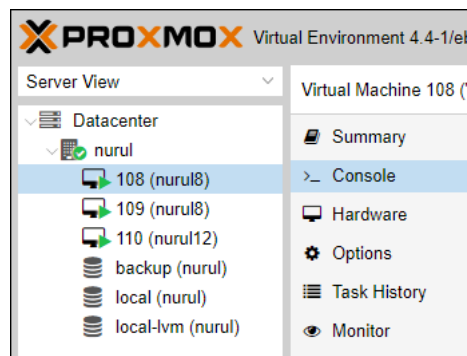 PROXMOX Virtual Environment 4.4-1/e
Server View
Datacenter
nurul
108 (nurul8)
109 (nurul8)
110 (nurul12)
backup (nurul)
local (nurul)
local-lvm (nurul)
Virtual Machine 108 (
Summary
Console
Hardware
Options
Task History
Monitor